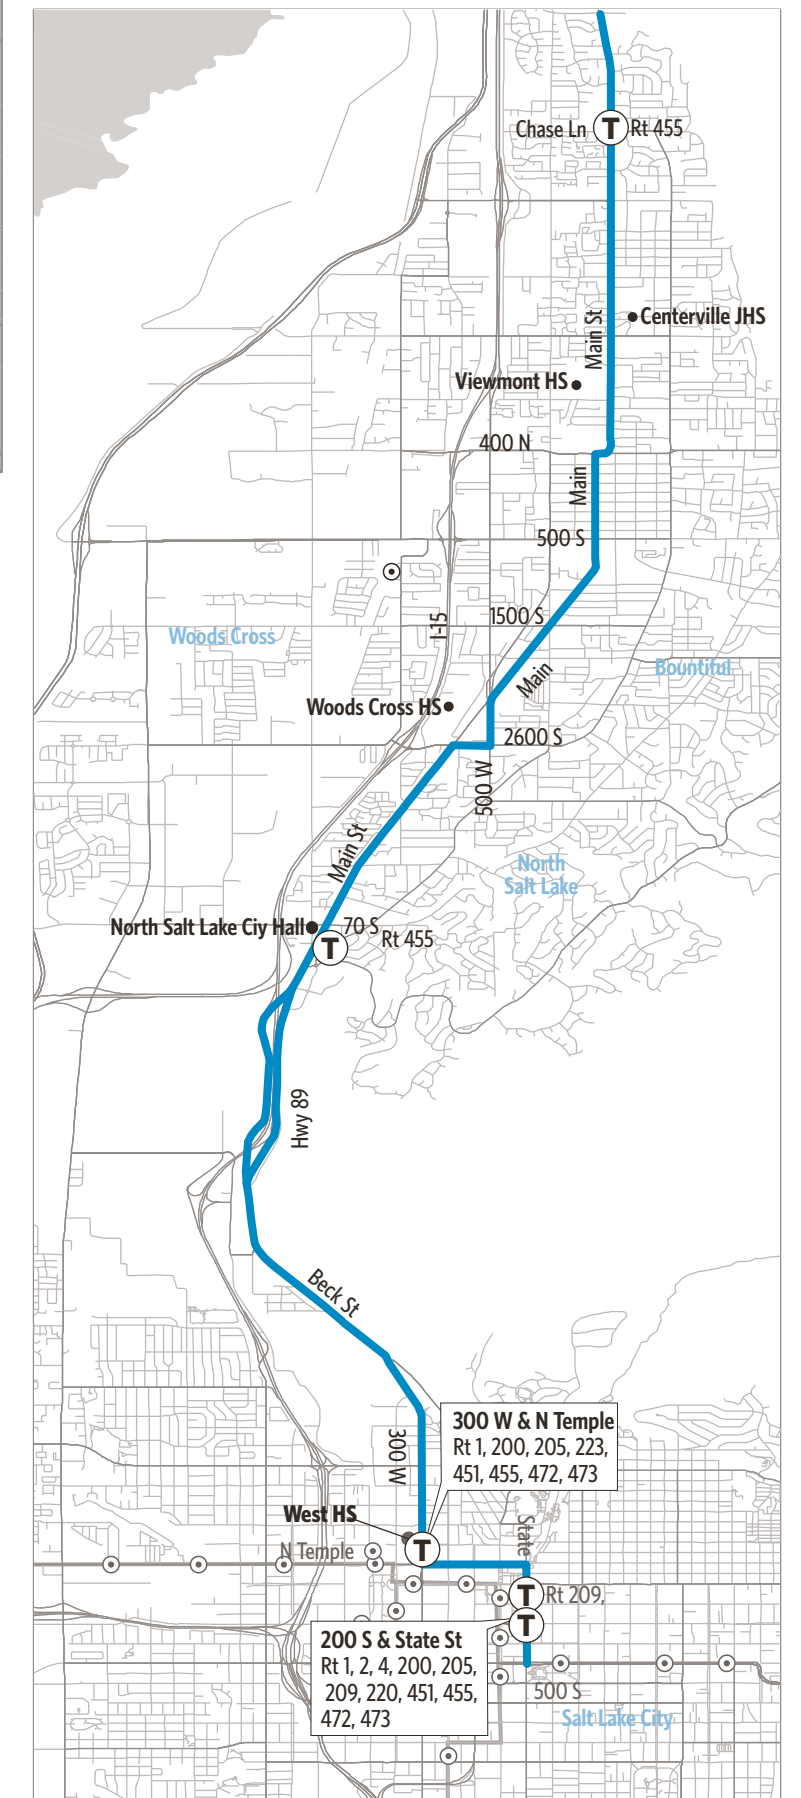 Chase Ln
T
Rt 455
Main St
Centerville JHS
Viewmont HS
400 N
Main
500 S
1500 S
I-15
Woods Cross
Bountiful
Main
Woods Cross HS
2600 S
500 W
Main St
North
Salt Lake
North Salt Lake Ciy Hall
70 S
T
Rt 455
Hwy 89
Beck St
300 W
300 W & N Temple
Rt 1, 200, 205, 223,
451, 455, 472, 473
West HS
State
N Temple
T
T
Rt 209,
T
200 S & State St
Rt 1, 2, 4, 200, 205,
209, 220, 451, 455,
472, 473
500 S
Salt Lake City